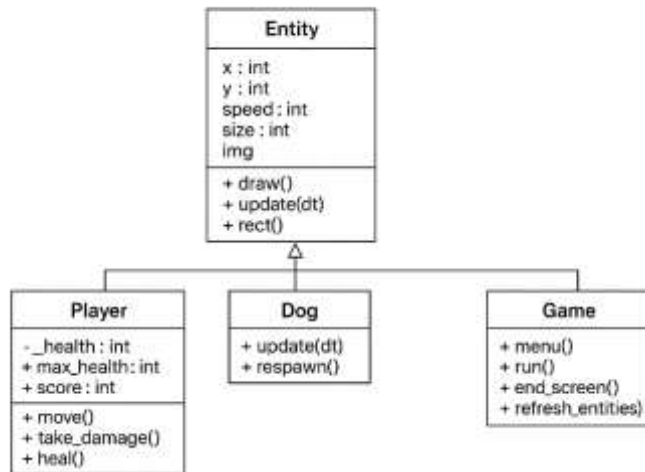 Entity
x : int
y : int
speed : int
size : int
img
+ draw()
+ update(dt)
+ rect()
Player
- _health : int
+ max_health : int
+ score : int
+ move()
+ take_damage()
+ heal()
Dog
+ update(dt)
+ respawn()
Game
+ menu()
+ run()
+ end_screen()
+ refresh_entities)